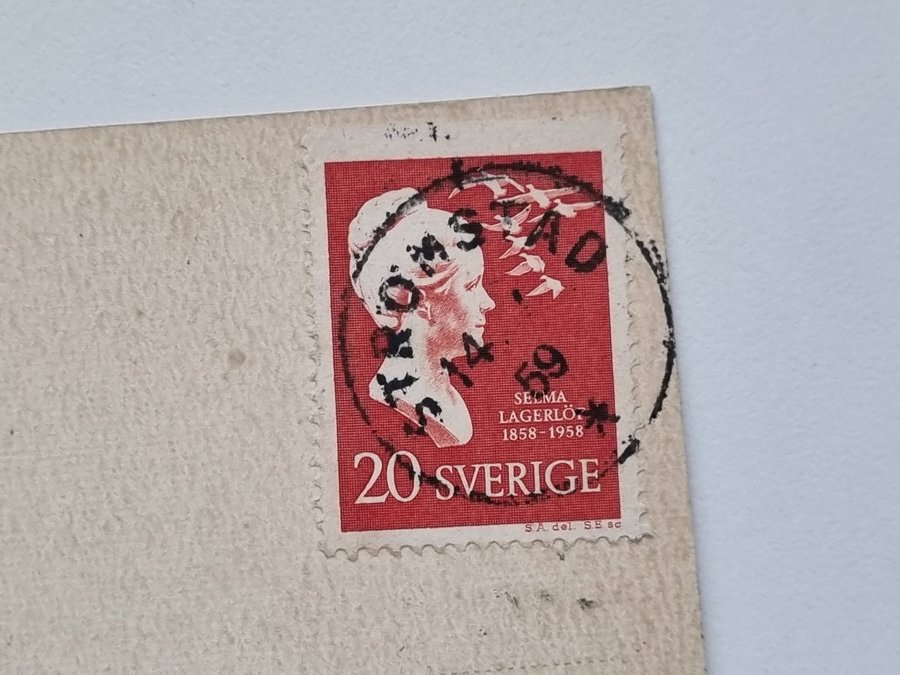 STRÖMSTAD
14
59
*
SELMA
LAGERLÖF
1858-1958
20 SVERIGE
S.A. del. S.E. sc